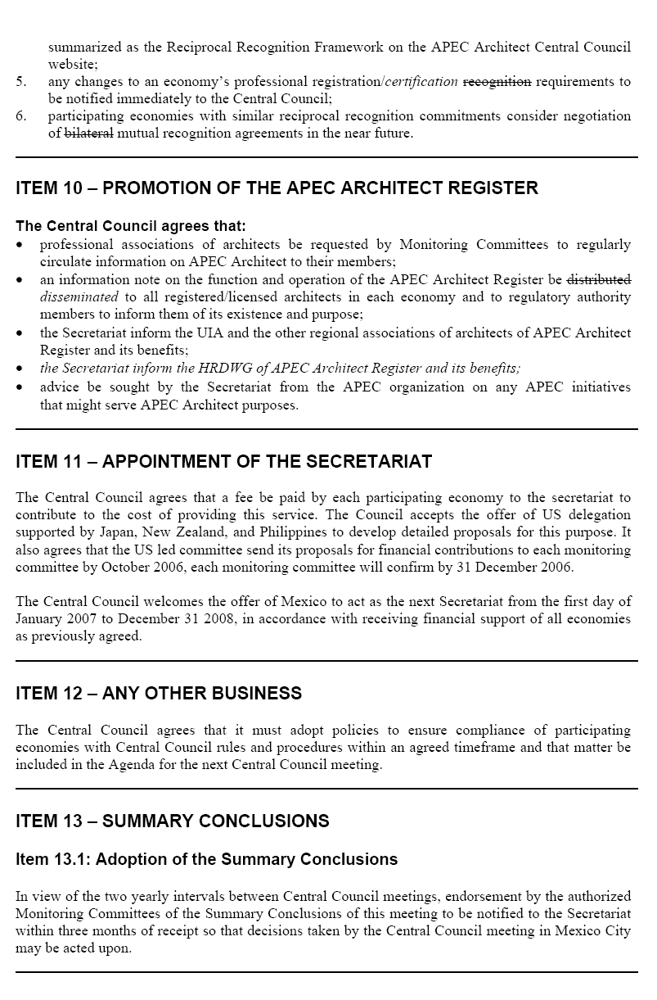 summarized as the Reciprocal Recognition Framework on the APEC Architect Central Council
website;
5. any changes to an economy's professional registration/certification recognition requirements to
be notified immediately to the Central Council;
6. participating economies with similar reciprocal recognition commitments consider negotiation
of bilateral mutual recognition agreements in the near future.
ITEM 10 – PROMOTION OF THE APEC ARCHITECT REGISTER
The Central Council agrees that:
• professional associations of architects be requested by Monitoring Committees to regularly
circulate information on APEC Architect to their members;
• an information note on the function and operation of the APEC Architect Register be distributed
disseminated to all registered/licensed architects in each economy and to regulatory authority
members to inform them of its existence and purpose;
• the Secretariat inform the UIA and the other regional associations of architects of APEC Architect
Register and its benefits;
• the Secretariat inform the HRDWG of APEC Architect Register and its benefits;
• advice be sought by the Secretariat from the APEC organization on any APEC initiatives
that might serve APEC Architect purposes.
ITEM 11 – APPOINTMENT OF THE SECRETARIAT
The Central Council agrees that a fee be paid by each participating economy to the secretariat to
contribute to the cost of providing this service. The Council accepts the offer of US delegation
supported by Japan, New Zealand, and Philippines to develop detailed proposals for this purpose. It
also agrees that the US led committee send its proposals for financial contributions to each monitoring
committee by October 2006, each monitoring committee will confirm by 31 December 2006.
The Central Council welcomes the offer of Mexico to act as the next Secretariat from the first day of
January 2007 to December 31 2008, in accordance with receiving financial support of all economies
as previously agreed.
ITEM 12 – ANY OTHER BUSINESS
The Central Council agrees that it must adopt policies to ensure compliance of participating
economies with Central Council rules and procedures within an agreed timeframe and that matter be
included in the Agenda for the next Central Council meeting.
ITEM 13 – SUMMARY CONCLUSIONS
Item 13.1: Adoption of the Summary Conclusions
In view of the two yearly intervals between Central Council meetings, endorsement by the authorized
Monitoring Committees of the Summary Conclusions of this meeting to be notified to the Secretariat
within three months of receipt so that decisions taken by the Central Council meeting in Mexico City
may be acted upon.